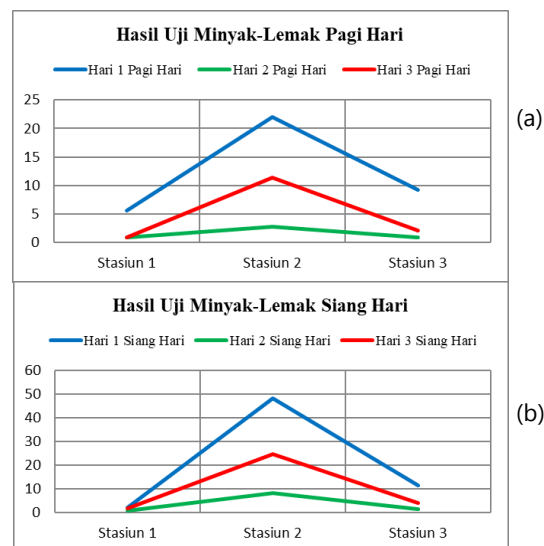 Hasil Uji Minyak-Lemak Pagi Hari
Hari 1 Pagi Hari Hari 2 Pagi Hari Hari 3 Pagi Hari
25
20
15
10
5
0
Stasiun 1 Stasiun 2 Stasiun 3
(a)
Hasil Uji Minyak-Lemak Siang Hari
Hari 1 Siang Hari Hari 2 Siang Hari Hari 3 Siang Hari
60
50
40
30
20
10
0
Stasiun 1 Stasiun 2 Stasiun 3
(b)